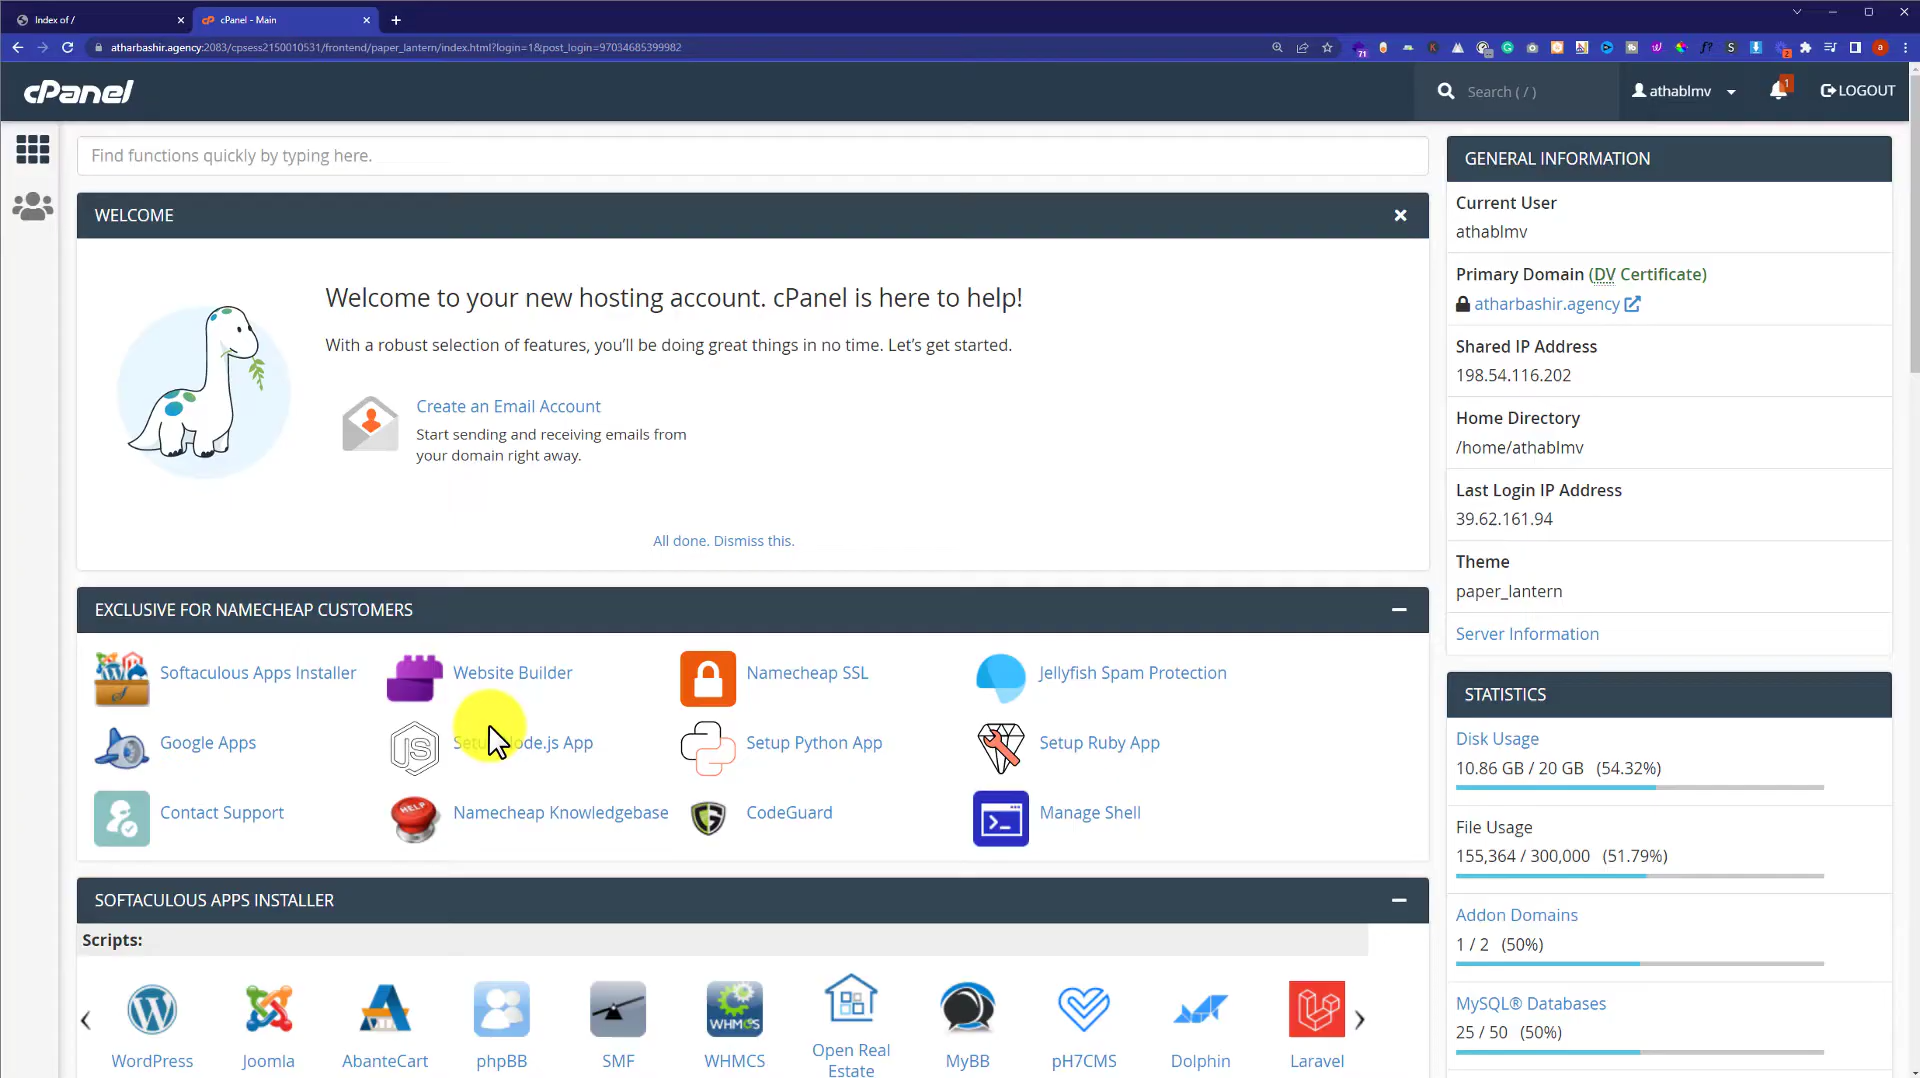 Index of /
cPanel - Main
atharbashir.agency:2083/cpsess2150010531/frontend/paper_lantern/index.html?login=1&post_login=97034685399982
71
2
cPanel
Search ( / )
athablmv
1
LOGOUT
Find functions quickly by typing here.
WELCOME
Welcome to your new hosting account. cPanel is here to help!
With a robust selection of features, you’ll be doing great things in no time. Let’s get started.
Create an Email Account
Start sending and receiving emails from
your domain right away.
All done. Dismiss this.
EXCLUSIVE FOR NAMECHEAP CUSTOMERS
Softaculous Apps Installer
Website Builder
Namecheap SSL
Jellyfish Spam Protection
Google Apps
Setup Node.js App
Setup Python App
Setup Ruby App
Contact Support
HELP
Namecheap Knowledgebase
CodeGuard
Manage Shell
SOFTACULOUS APPS INSTALLER
Scripts:
WHMCS
WordPress
Joomla
AbanteCart
phpBB
SMF
WHMCS
Open Real
Estate
MyBB
pH7CMS
Dolphin
Laravel
GENERAL INFORMATION
Current User
athablmv
Primary Domain (DV Certificate)
atharbashir.agency
Shared IP Address
198.54.116.202
Home Directory
/home/athablmv
Last Login IP Address
39.62.161.94
Theme
paper_lantern
Server Information
STATISTICS
Disk Usage
10.86 GB / 20 GB (54.32%)
File Usage
155,364 / 300,000 (51.79%)
Addon Domains
1 / 2 (50%)
MySQL® Databases
25 / 50 (50%)